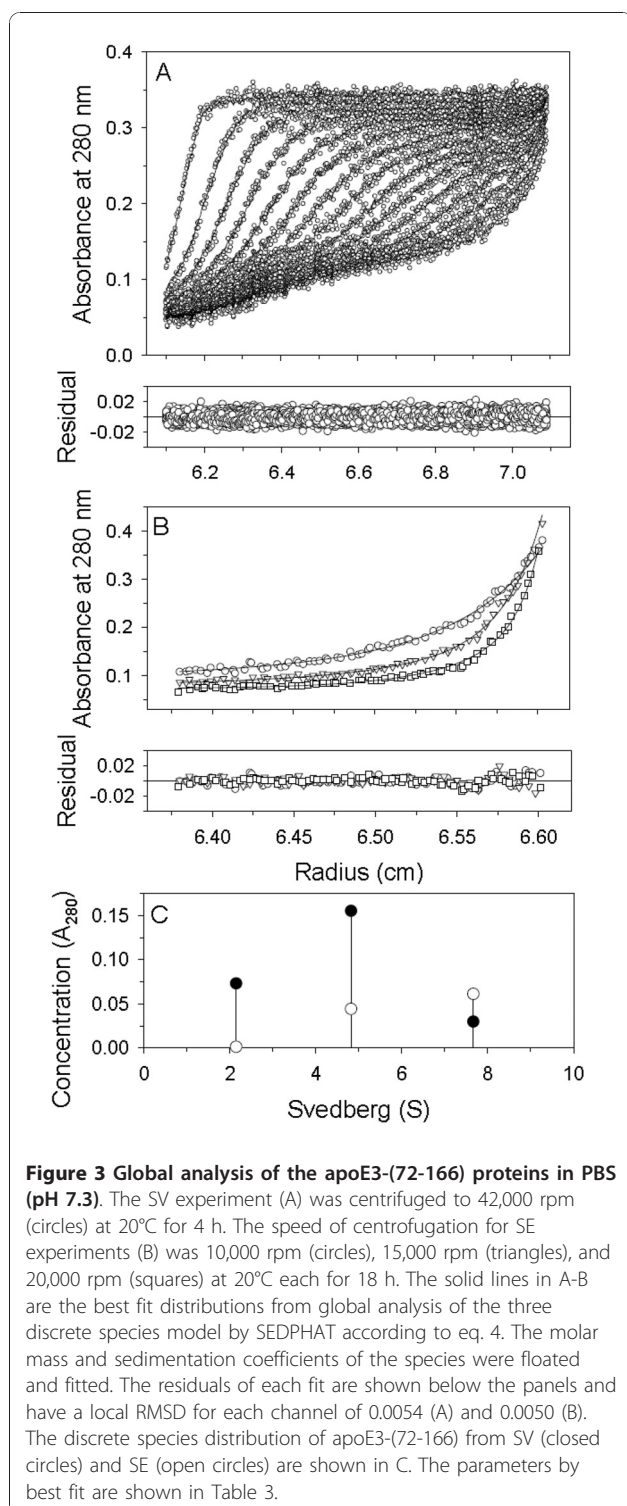 A
0.4
0.3
0.2
0.1
0.0
Absorbance at 280 nm
0.02
-0.02
Residual
6.2 6.4 6.6 6.8 7.0
B
0.4
0.3
0.2
0.1
Absorbance at 280 nm
0.02
-0.02
Residual
6.40 6.45 6.50 6.55 6.60
Radius (cm)
C
0.15
0.10
0.05
0.00
Concentration (A280)
0 2 4 6 8 10
Svedberg (S)
Figure 3 Global analysis of the apoE3-(72-166) proteins in PBS
(pH 7.3). The SV experiment (A) was centrifuged to 42,000 rpm
(circles) at 20°C for 4 h. The speed of centrofugation for SE
experiments (B) was 10,000 rpm (circles), 15,000 rpm (triangles), and
20,000 rpm (squares) at 20°C each for 18 h. The solid lines in A-B
are the best fit distributions from global analysis of the three
discrete species model by SEDPHAT according to eq. 4. The molar
mass and sedimentation coefficients of the species were floated
and fitted. The residuals of each fit are shown below the panels and
have a local RMSD for each channel of 0.0054 (A) and 0.0050 (B).
The discrete species distribution of apoE3-(72-166) from SV (closed
circles) and SE (open circles) are shown in C. The parameters by
best fit are shown in Table 3.